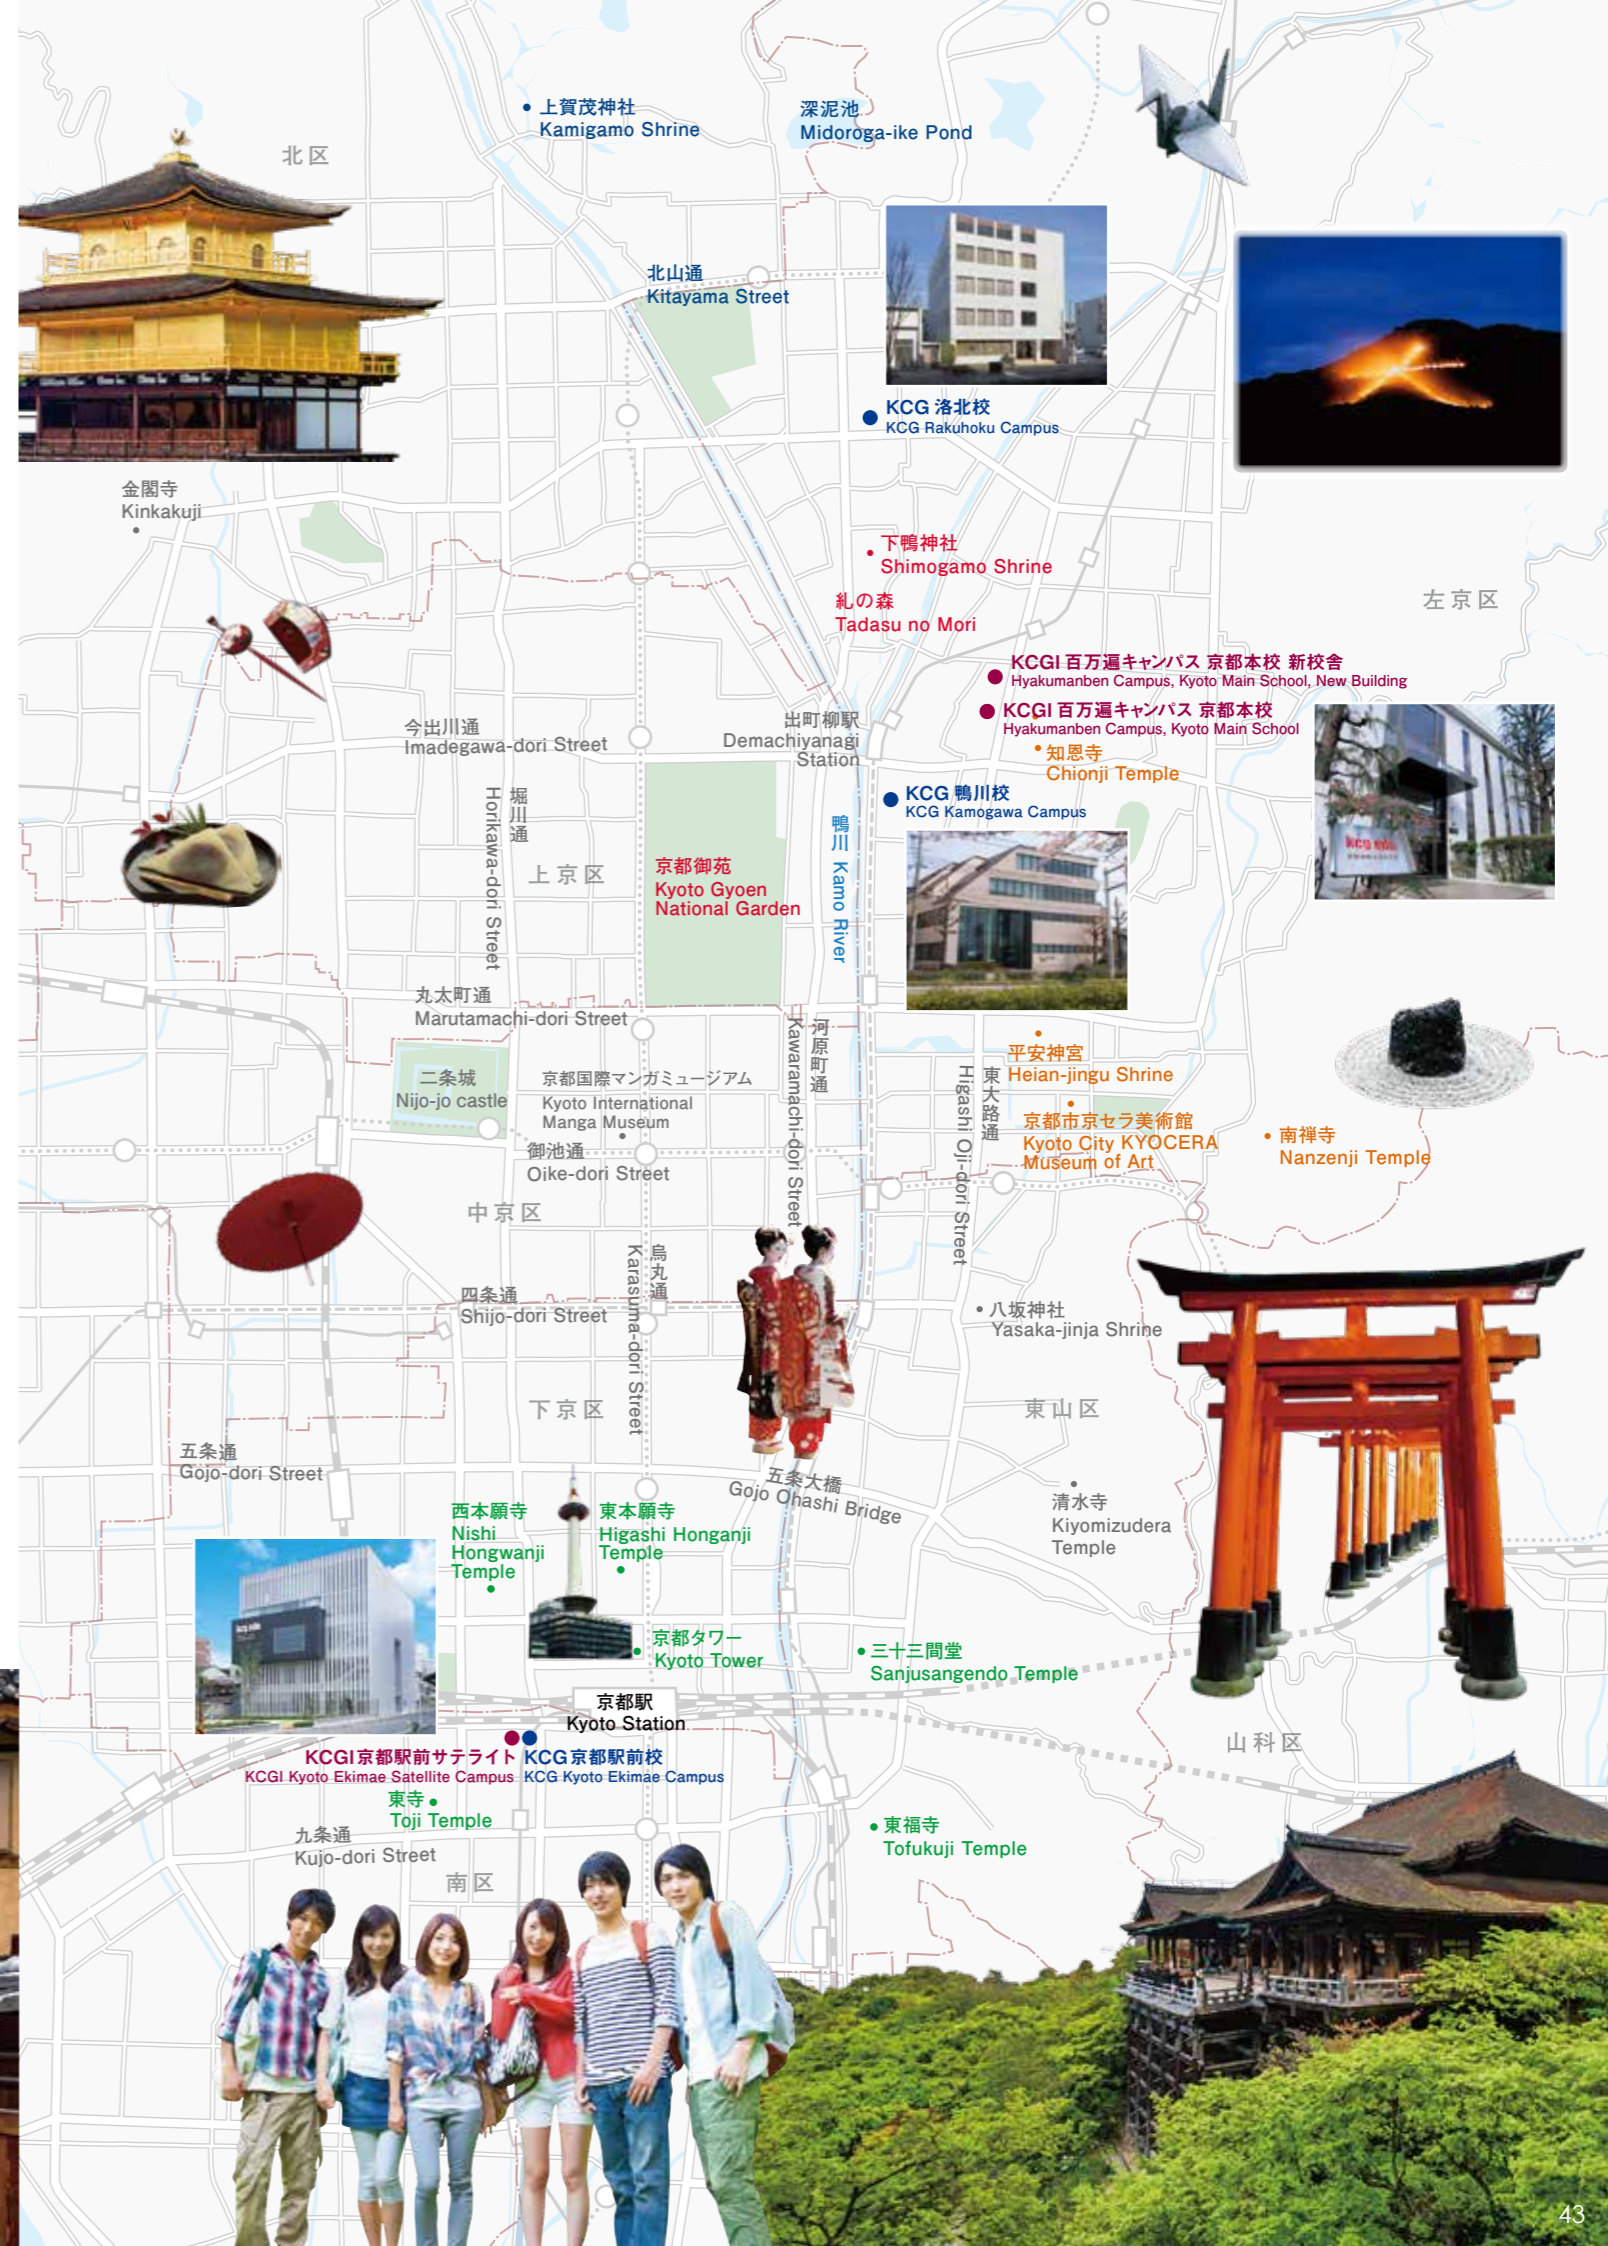 上賀茂神社
Kamigamo Shrine
深泥池
Midoroga-ike Pond
北区
北山通
Kitayama Street
KCG 洛北校
KCG Rakuhoku Campus
金閣寺
Kinkakuji
下鴨神社
Shimogamo Shrine
糺の森
Tadasu no Mori
左京区
KCGI 百万遍キャンパス 京都本校 新校舎
Hyakumanben Campus, Kyoto Main School, New Building
KCGI 百万遍キャンパス 京都本校
Hyakumanben Campus, Kyoto Main School
今出川通
Imadegawa-dori Street
出町柳駅
Demachiyanagi
Station
知恩寺
Chionji Temple
KCG 鴨川校
KCG Kamogawa Campus
堀川通
Horikawa-dori Street
鴨川 Kamo River
上京区
京都御苑
Kyoto Gyoen
National Garden
kcg edu
丸太町通
Marutamachi-dori Street
河原町通
Kawaramachi-dori Street
平安神宮
Heian-jingu Shrine
東大路通
Higashi Oji-dori Street
二条城
Nijo-jo castle
京都国際マンガミュージアム
Kyoto International
Manga Museum
京都市京セラ美術館
Kyoto City KYOCERA
Museum of Art
南禅寺
Nanzenji Temple
御池通
Oike-dori Street
中京区
烏丸通
Karasuma-dori Street
四条通
Shijo-dori Street
八坂神社
Yasaka-jinja Shrine
下京区
東山区
五条通
Gojo-dori Street
五条大橋
Gojo Ohashi Bridge
清水寺
Kiyomizudera
Temple
西本願寺
Nishi
Hongwanji
Temple
東本願寺
Higashi Honganji
Temple
京都タワー
Kyoto Tower
三十三間堂
Sanjusangendo Temple
京都駅
Kyoto Station
山科区
KCGI京都駅前サテライト
KCGI Kyoto Ekimae Satellite Campus
KCG京都駅前校
KCG Kyoto Ekimae Campus
東寺
Toji Temple
東福寺
Tofukuji Temple
九条通
Kujo-dori Street
南区
43